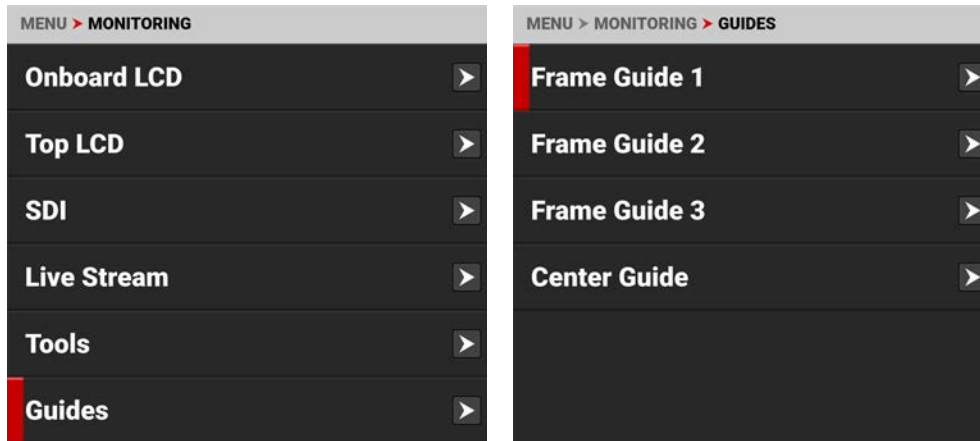 MENU > MONITORING
Onboard LCD
Top LCD
SDI
Live Stream
Tools
Guides
MENU > MONITORING > GUIDES
Frame Guide 1
Frame Guide 2
Frame Guide 3
Center Guide